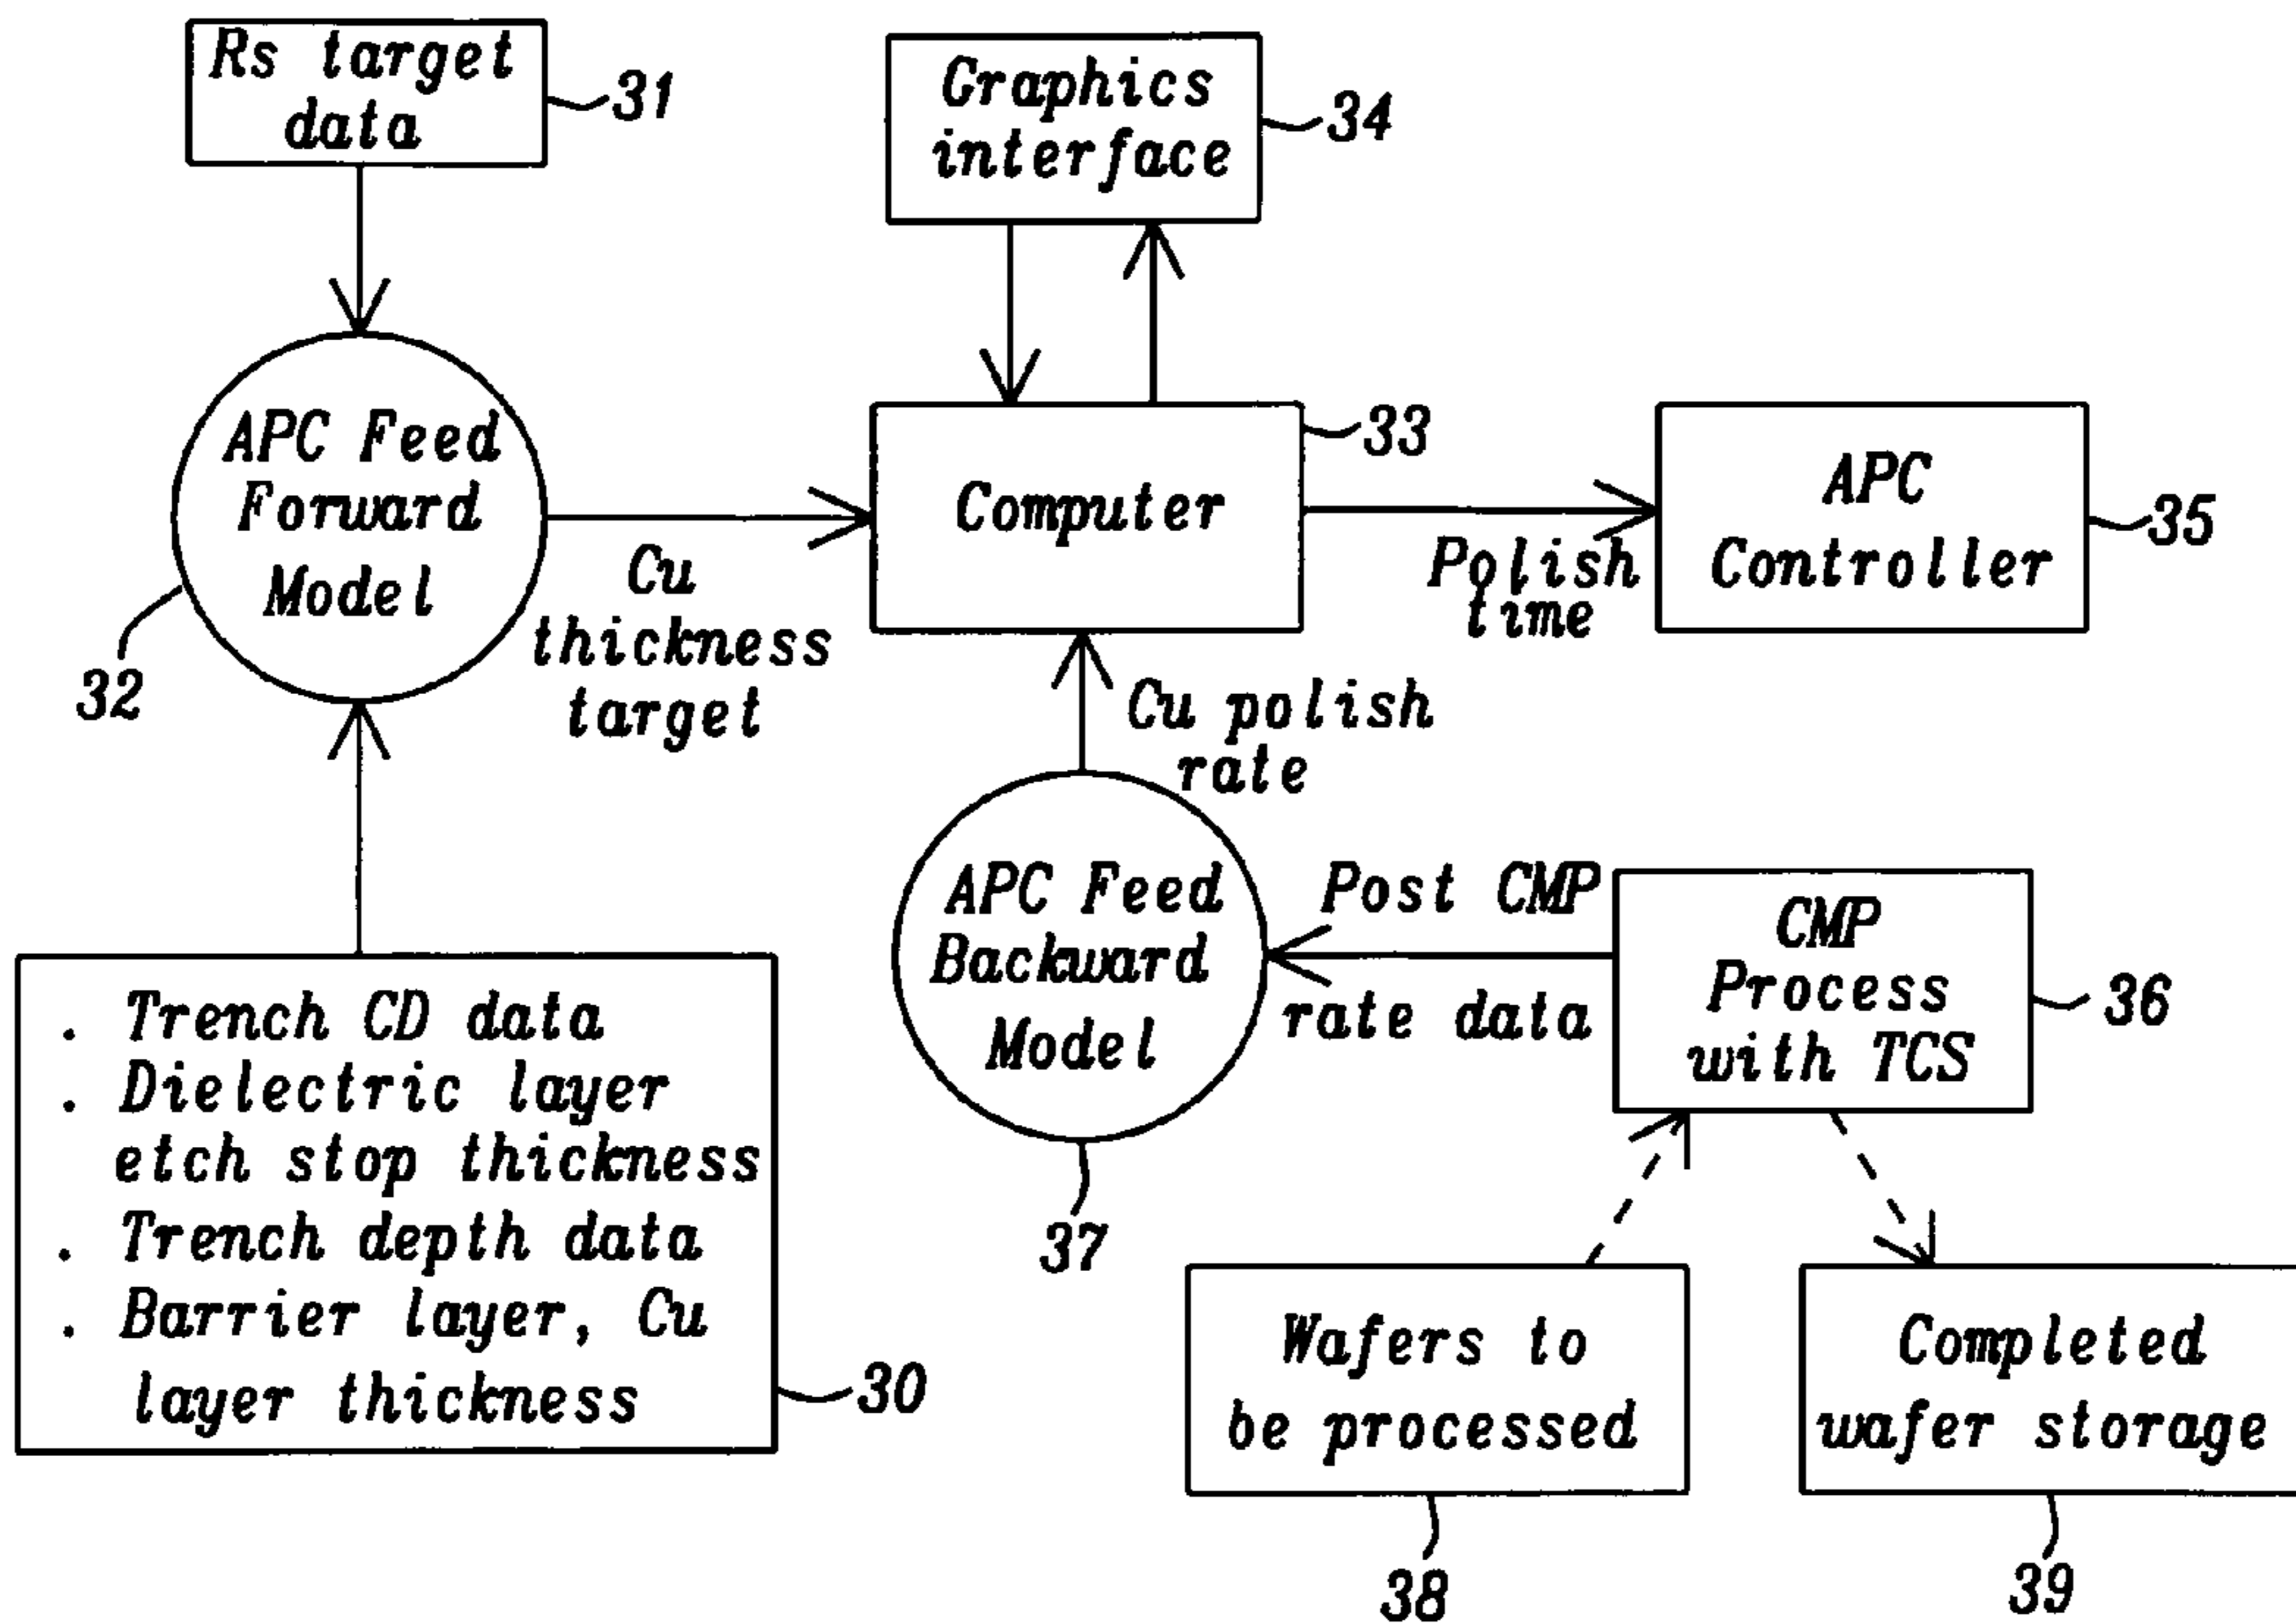 Rs target
data
31
Graphics
interface
34
APC Feed
Forward
Model
32
Cu
thickness
target
Computer
33
Polish
time
APC
Controller
35
Cu polish
rate
APC Feed
Backward
Model
37
Post CMP
rate data
CMP
Process
with TCS
36
. Trench CD data
. Dielectric layer
etch stop thickness
. Trench depth data
. Barrier layer, Cu
layer thickness
30
Wafers to
be processed
38
Completed
wafer storage
39